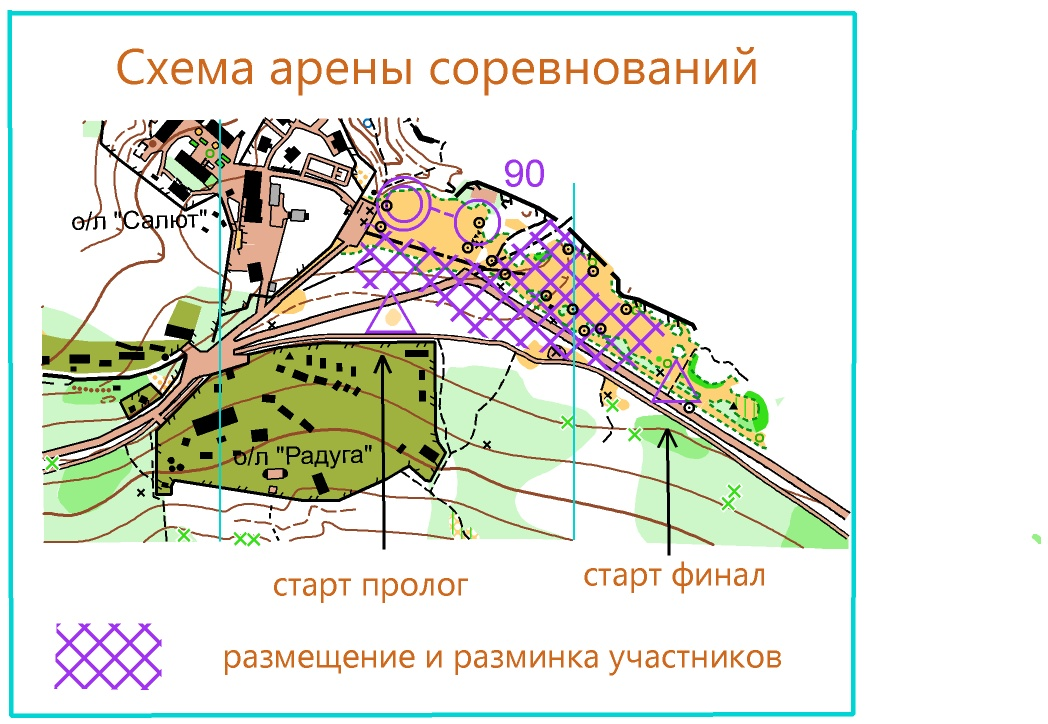 Схема арены соревнований
90
о/л "Салют"
о/л "Радуга"
старт пролог
старт финал
размещение и разминка участников